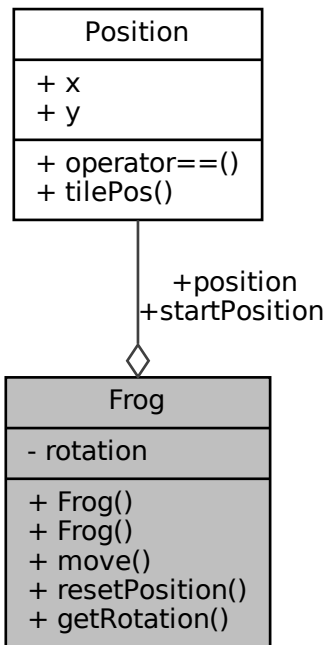 Position
+ x
+ y
+ operator==()
+ tilePos()
+position
+startPosition
Frog
- rotation
+ Frog()
+ Frog()
+ move()
+ resetPosition()
+ getRotation()